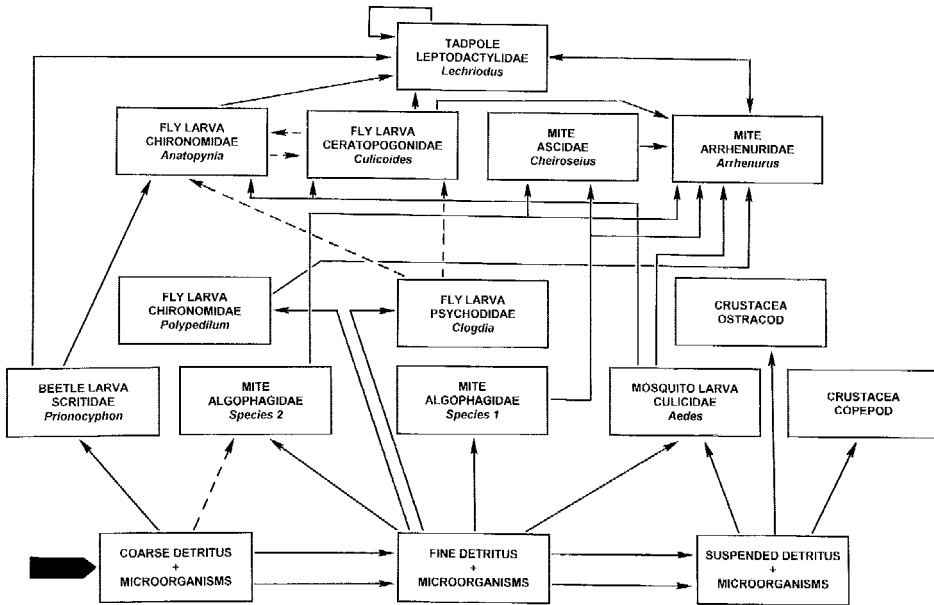 TADPOLE
LEPTODACTYLIDAE
Lechriodus
FLY LARVA
CHIRONOMIDAE
Anatopynia
FLY LARVA
CERATOPOGONIDAE
Culicoides
MITE
ASCIDAE
Cheiroseius
MITE
ARRHENURIDAE
Arrhenurus
FLY LARVA
CHIRONOMIDAE
Polypedilum
FLY LARVA
PSYCHODIDAE
Clogdia
CRUSTACEA
OSTRACOD
BEETLE LARVA
SCRITIDAE
Prionocyphon
MITE
ALGOPHAGIDAE
Species 2
MITE
ALGOPHAGIDAE
Species 1
MOSQUITO LARVA
CULICIDAE
Aedes
CRUSTACEA
COPEPOD
COARSE DETRITUS
+
MICROORGANISMS
FINE DETRITUS
+
MICROORGANISMS
SUSPENDED DETRITUS
+
MICROORGANISMS